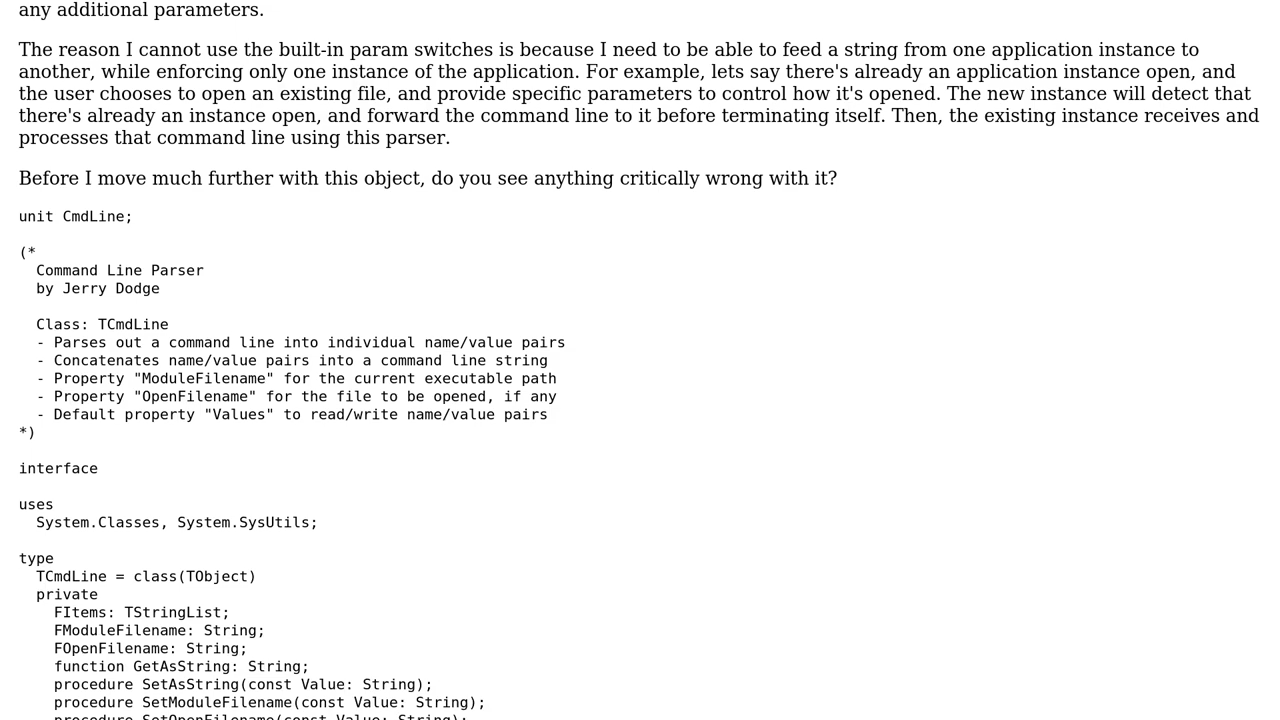 any additional parameters.
The reason I cannot use the built-in param switches is because I need to be able to feed a string from one application instance to
another, while enforcing only one instance of the application. For example, lets say there's already an application instance open, and
the user chooses to open an existing file, and provide specific parameters to control how it's opened. The new instance will detect that
there's already an instance open, and forward the command line to it before terminating itself. Then, the existing instance receives and
processes that command line using this parser.
Before I move much further with this object, do you see anything critically wrong with it?
unit CmdLine;
(*
  Command Line Parser
  by Jerry Dodge
  Class: TCmdLine
  - Parses out a command line into individual name/value pairs
  - Concatenates name/value pairs into a command line string
  - Property "ModuleFilename" for the current executable path
  - Property "OpenFilename" for the file to be opened, if any
  - Default property "Values" to read/write name/value pairs
*)
interface
uses
  System.Classes, System.SysUtils;
type
  TCmdLine = class(TObject)
  private
    FItems: TStringList;
    FModuleFilename: String;
    FOpenFilename: String;
    function GetAsString: String;
    procedure SetAsString(const Value: String);
    procedure SetModuleFilename(const Value: String);
    procedure SetOpenFilename(const Value: String);